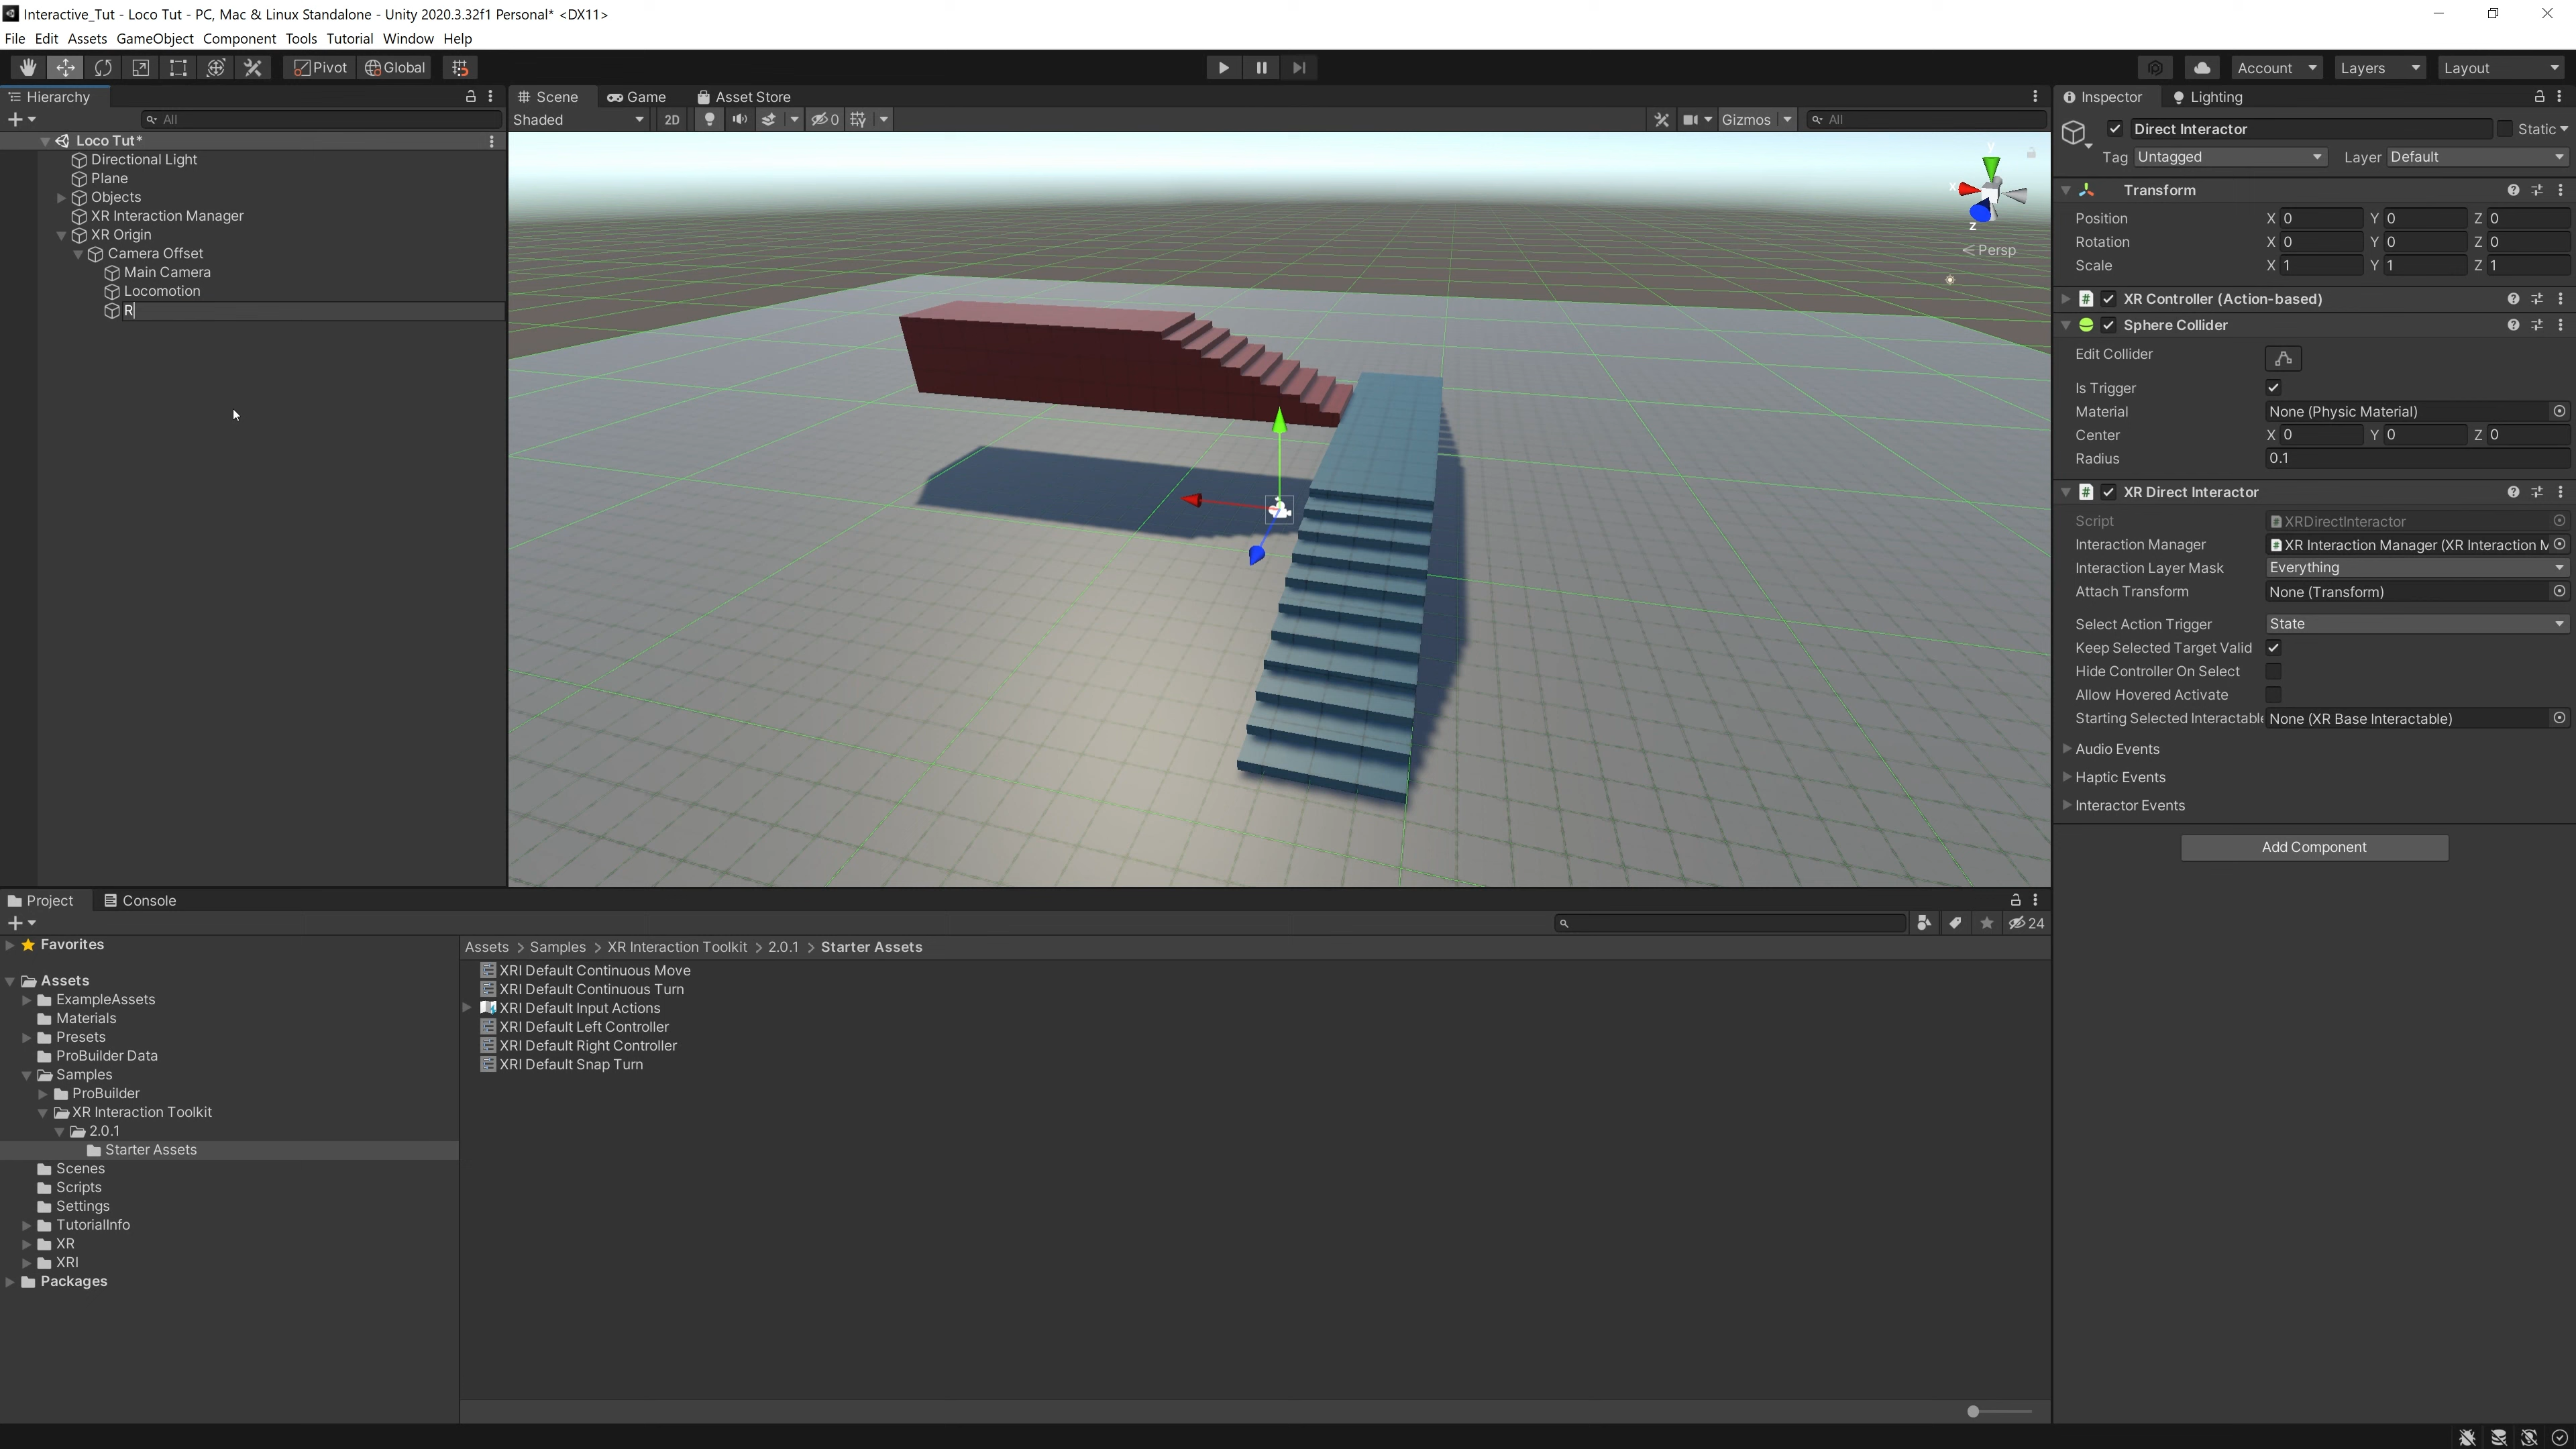 Interactive_Tut - Loco Tut - PC, Mac & Linux Standalone - Unity 2020.3.32f1 Personal* <DX11>
File Edit Assets GameObject Component Tools Tutorial Window Help
Pivot Global Account Layers Layout
Hierarchy
All
Loco Tut*
Directional Light
Plane
Objects
XR Interaction Manager
XR Origin
Camera Offset
Main Camera
Locomotion
R
Scene Game Asset Store
Shaded 2D 0 Gizmos All
y
x
z
Persp
Inspector Lighting
Direct Interactor Static
Tag Untagged Layer Default
Transform
Position X 0 Y 0 Z 0
Rotation X 0 Y 0 Z 0
Scale X 1 Y 1 Z 1
# XR Controller (Action-based)
Sphere Collider
Edit Collider
Is Trigger
Material None (Physic Material)
Center X 0 Y 0 Z 0
Radius 0.1
# XR Direct Interactor
Script XRDirectInteractor
Interaction Manager XR Interaction Manager (XR Interaction M
Interaction Layer Mask Everything
Attach Transform None (Transform)
Select Action Trigger State
Keep Selected Target Valid
Hide Controller On Select
Allow Hovered Activate
Starting Selected Interactable None (XR Base Interactable)
Audio Events
Haptic Events
Interactor Events
Add Component
Project Console
24
Favorites
Assets
ExampleAssets
Materials
Presets
ProBuilder Data
Samples
ProBuilder
XR Interaction Toolkit
2.0.1
Starter Assets
Scenes
Scripts
Settings
TutorialInfo
XR
XRI
Packages
Assets > Samples > XR Interaction Toolkit > 2.0.1 > Starter Assets
XRI Default Continuous Move
XRI Default Continuous Turn
XRI Default Input Actions
XRI Default Left Controller
XRI Default Right Controller
XRI Default Snap Turn